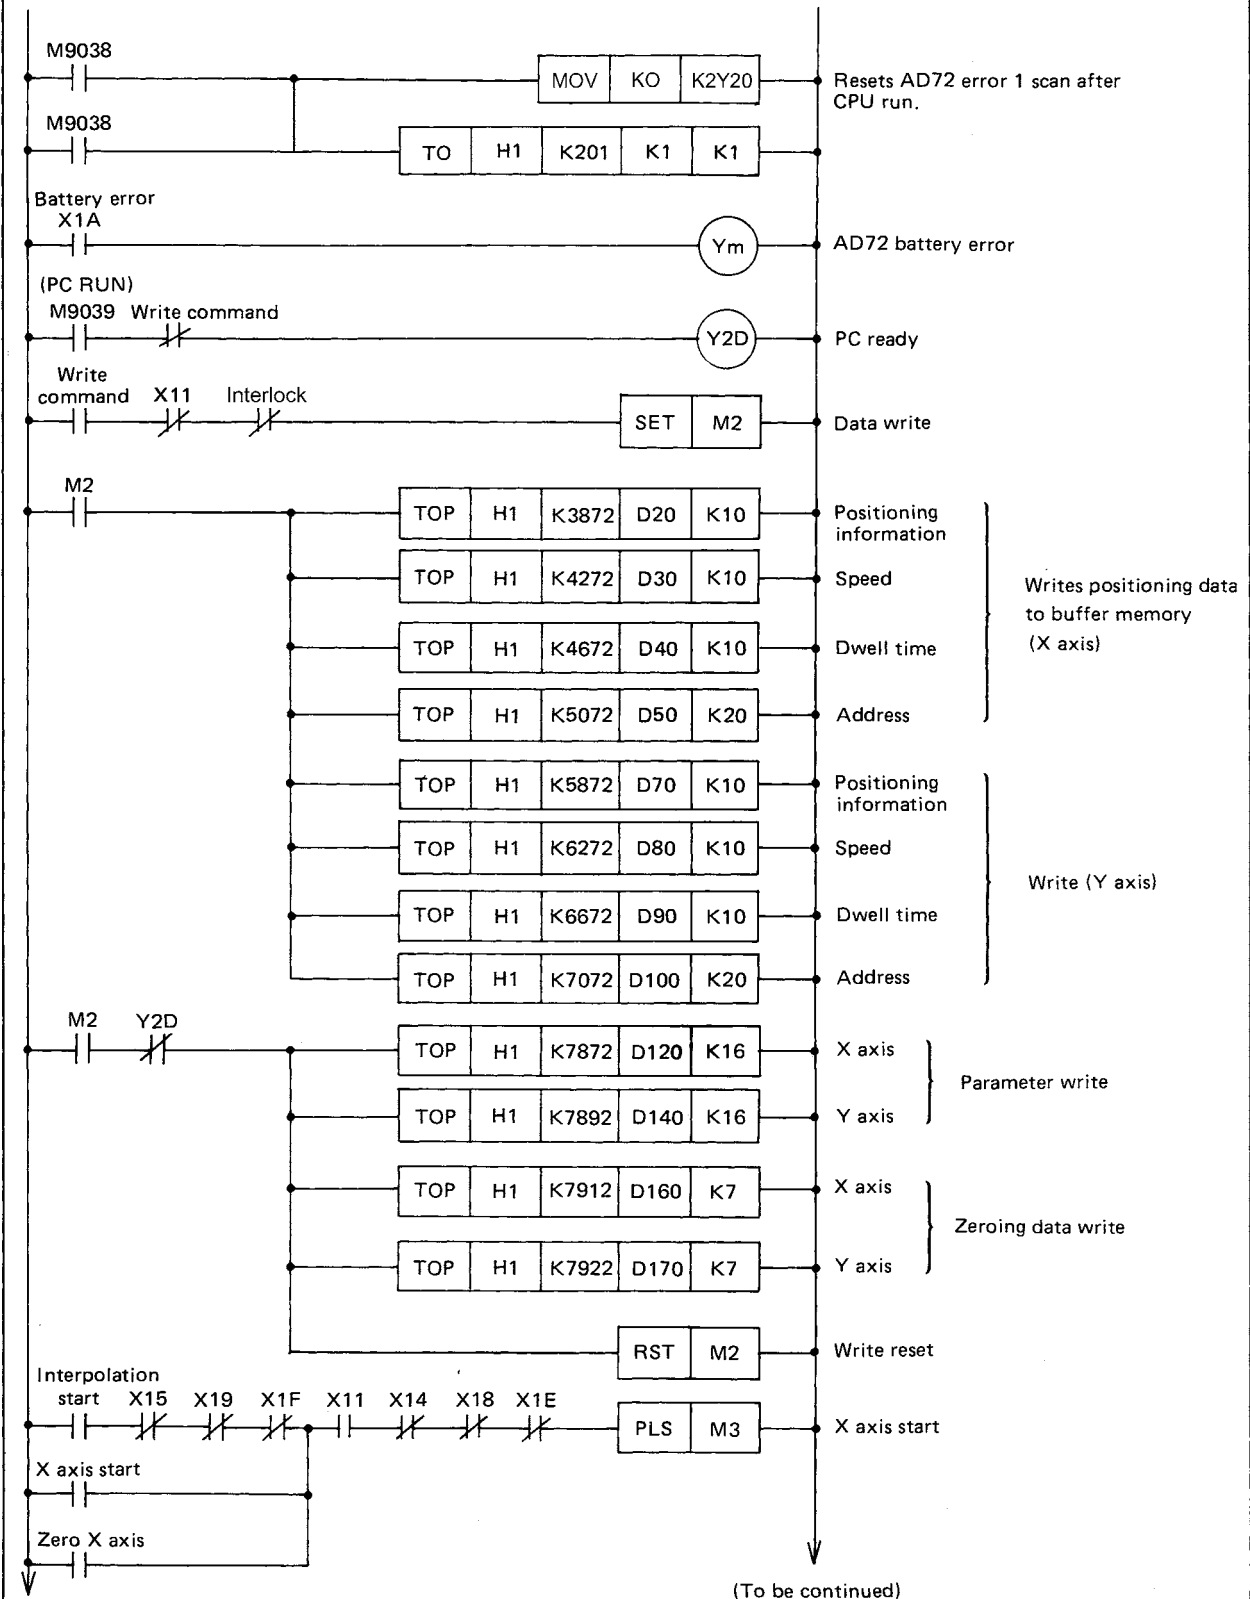 M9038
MOV KO K2Y20
Resets AD72 error 1 scan after
CPU run.
M9038
TO H1 K201 K1 K1
Battery error
X1A
Ym
AD72 battery error
(PC RUN)
M9039 Write command
Y2D
PC ready
Write
command X11 Interlock
SET M2
Data write
M2
TOP H1 K3872 D20 K10
Positioning
information
TOP H1 K4272 D30 K10
Speed
Writes positioning data
to buffer memory
(X axis)
TOP H1 K4672 D40 K10
Dwell time
TOP H1 K5072 D50 K20
Address
TOP H1 K5872 D70 K10
Positioning
information
TOP H1 K6272 D80 K10
Speed
Write (Y axis)
TOP H1 K6672 D90 K10
Dwell time
TOP H1 K7072 D100 K20
Address
M2 Y2D
TOP H1 K7872 D120 K16
X axis
Parameter write
TOP H1 K7892 D140 K16
Y axis
TOP H1 K7912 D160 K7
X axis
Zeroing data write
TOP H1 K7922 D170 K7
Y axis
RST M2
Write reset
Interpolation
start X15 X19 X1F X11 X14 X18 X1E
PLS M3
X axis start
X axis start
Zero X axis
(To be continued)